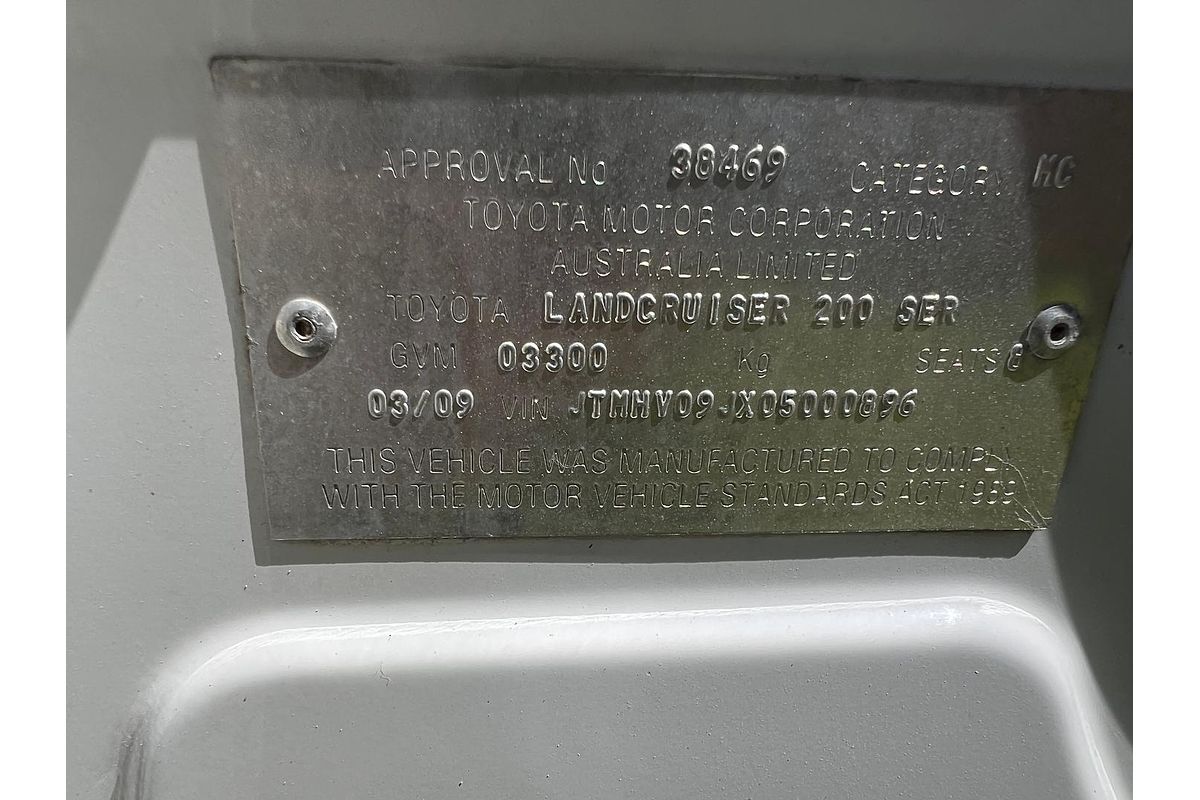 APPROVAL No 38469 CATEGORY MC
TOYOTA MOTOR CORPORATION
AUSTRALIA LIMITED
TOYOTA LANDCRUISER 200 SER
GVM 03300 Kg SEATS 8
03/09 VIN JTMHV09JX05000896
THIS VEHICLE WAS MANUFACTURED TO COMPLY
WITH THE MOTOR VEHICLE STANDARDS ACT 1989